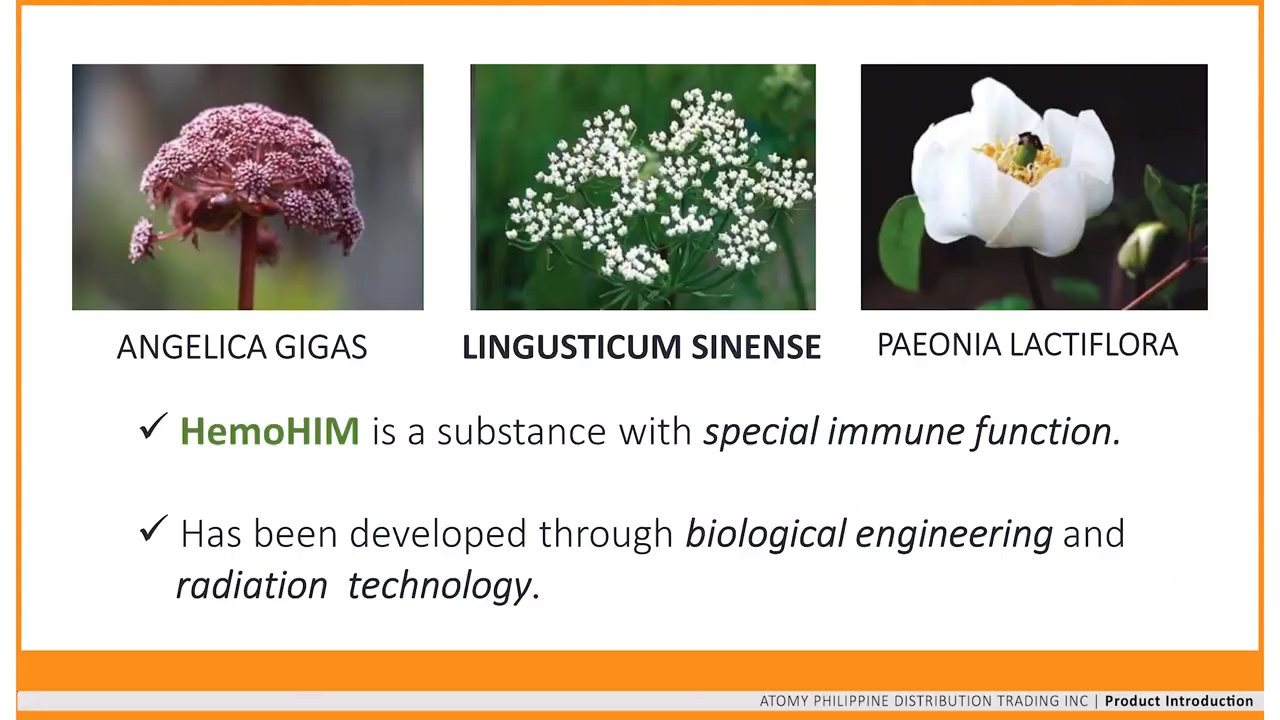 ANGELICA GIGAS
LINGUSTICUM SINENSE
PAEONIA LACTIFLORA
✓ HemoHIM is a substance with special immune function.
✓ Has been developed through biological engineering and
radiation technology.
ATOMY PHILIPPINE DISTRIBUTION TRADING INC | Product Introduction